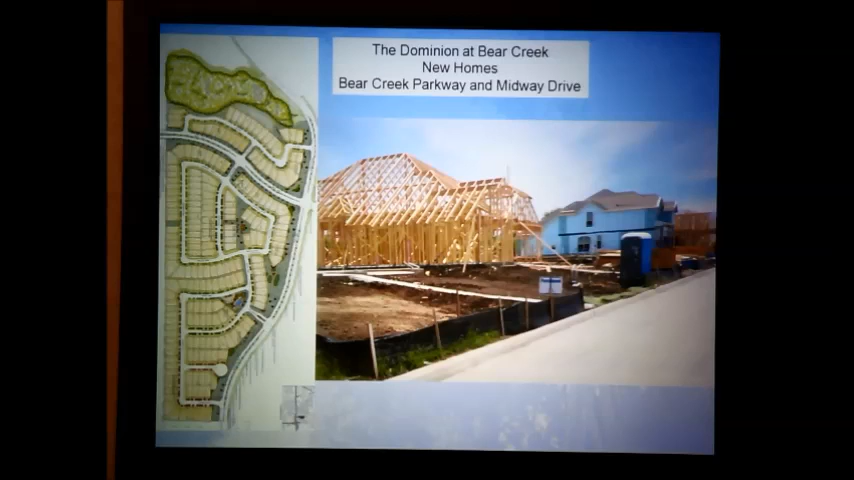 The Dominion at Bear Creek
New Homes
Bear Creek Parkway and Midway Drive